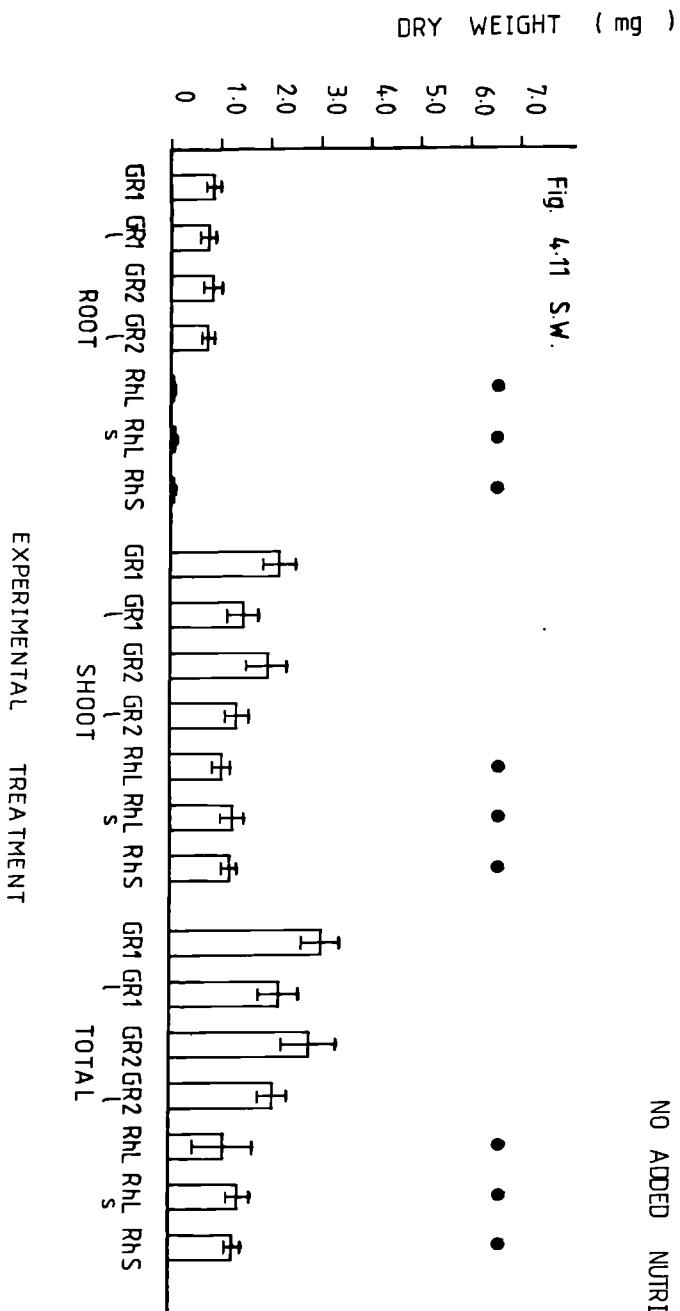 NO ADDED NUTRI
Fig. 4.11 S.W.
DRY WEIGHT ( mg )
7.0
6.0
5.0
4.0
3.0
2.0
1.0
0
GR1 GR1 GR2 GR2 RhL RhL RhS GR1 GR1 GR2 GR2 RhL RhL RhS GR1 GR1 GR2 GR2 RhL RhL RhS
l l s l l s l l s
ROOT SHOOT TOTAL
EXPERIMENTAL TREATMENT